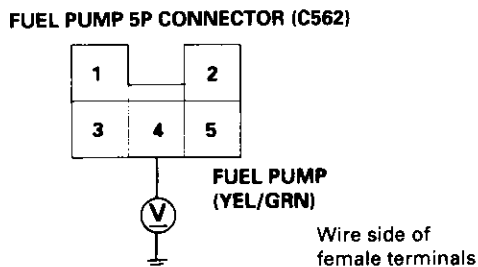 FUEL PUMP 5P CONNECTOR (C562)
1 2
3 4 5
FUEL PUMP
(YEL/GRN)
V
Wire side of
female terminals